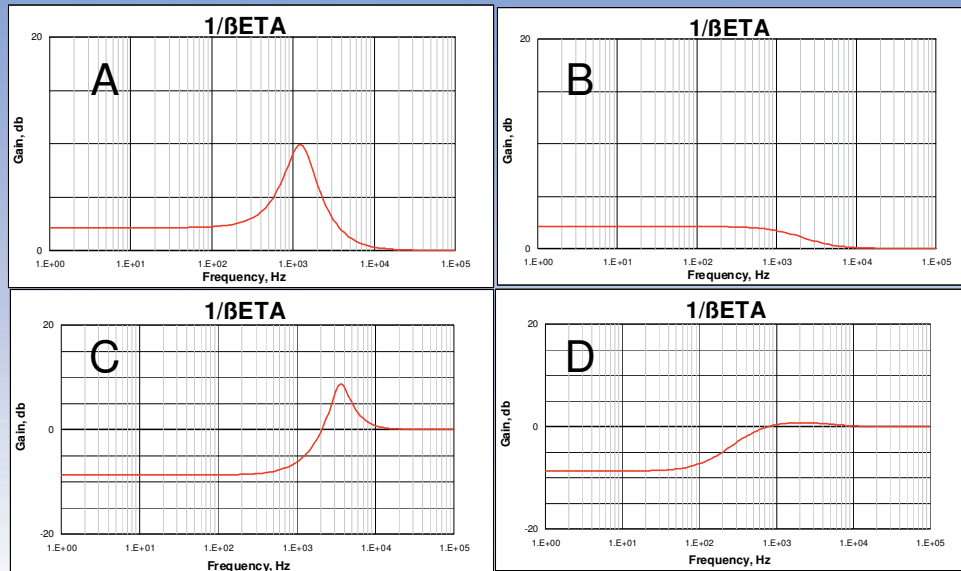 1/ßETA
20
A
Gain, db
0
1.E+00 1.E+01 1.E+02 1.E+03 1.E+04 1.E+05
Frequency, Hz
1/ßETA
20
B
Gain, db
0
1.E+00 1.E+01 1.E+02 1.E+03 1.E+04 1.E+05
Frequency, Hz
1/ßETA
20
C
Gain, db
0
-20
1.E+00 1.E+01 1.E+02 1.E+03 1.E+04 1.E+05
Frequency, Hz
1/ßETA
20
D
Gain, db
0
-20
1.E+00 1.E+01 1.E+02 1.E+03 1.E+04 1.E+05
Frequency, Hz